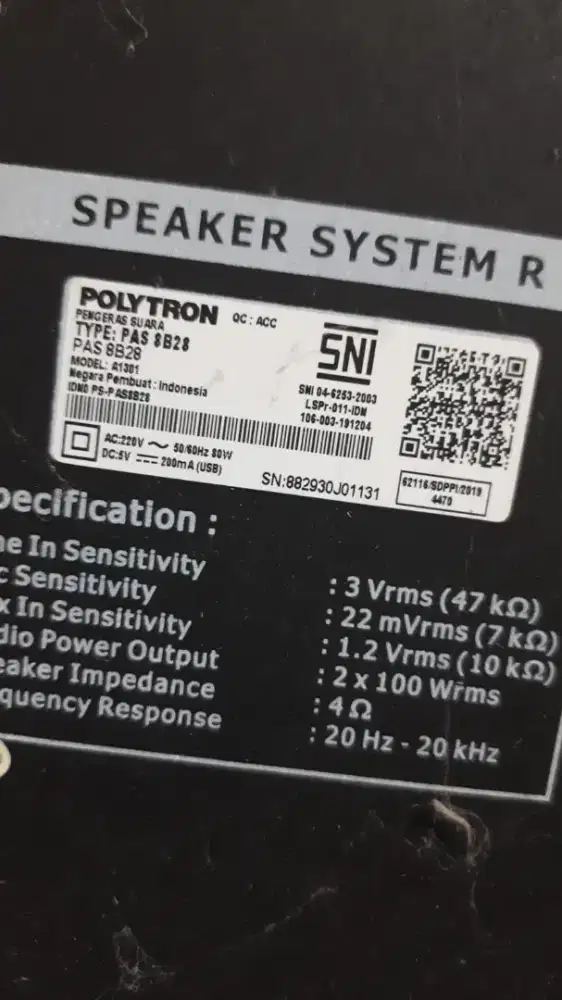 SPEAKER SYSTEM R
POLYTRON QC : ACC
PENGERAS SUARA
TYPE: PAS 8B28
PAS 8B28
MODEL: A1301
Negara Pembuat : Indonesia
IDNO PS-PAS8B28
SNI
SNI 04-6253-2003
LSPr-011-IDN
106-003-191204
AC:220V ~ 50/60Hz 80W
DC:5V ⎓ 200mA (USB)
SN:882930J01131
62116/SDPPI/2019
4470
pecification :
ne In Sensitivity : 3 Vrms (47 kΩ)
c Sensitivity : 22 mVrms (7 kΩ)
x In Sensitivity : 1.2 Vrms (10 kΩ)
dio Power Output : 2 x 100 Wrms
eaker Impedance : 4 Ω
quency Response : 20 Hz - 20 kHz